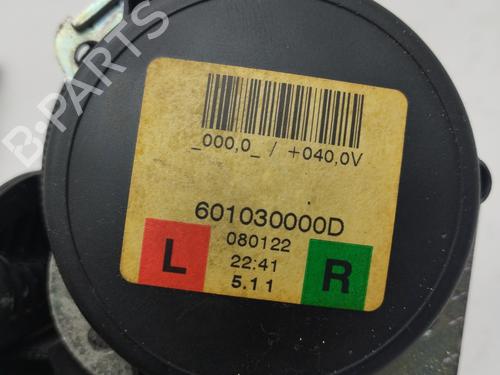 B-PARTS
_000,0_ / +040,0V
601030000D
L 080122 R
22:41
5.11